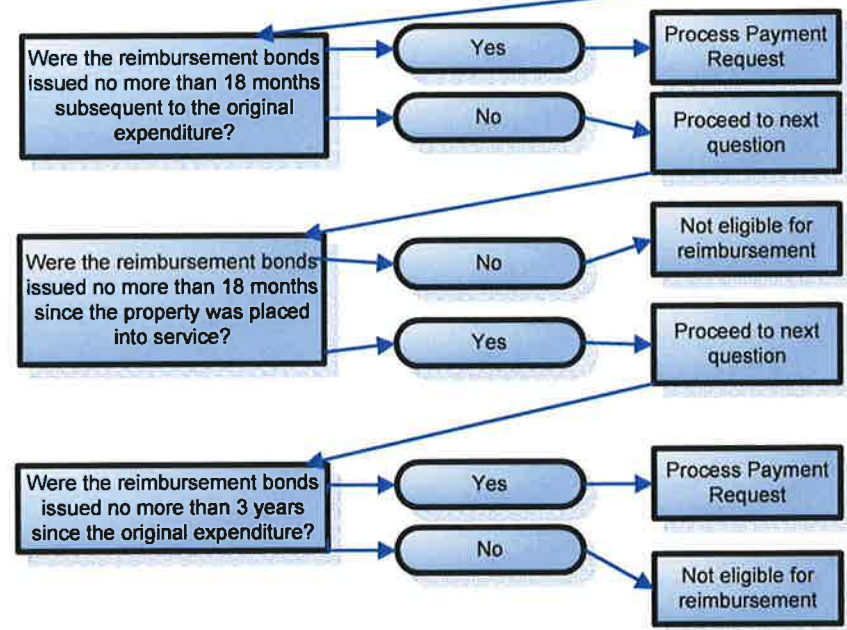 Were the reimbursement bonds
issued no more than 18 months
subsequent to the original
expenditure?
Yes
Process Payment
Request
No
Proceed to next
question
Were the reimbursement bonds
issued no more than 18 months
since the property was placed
into service?
No
Not eligible for
reimbursement
Yes
Proceed to next
question
Were the reimbursement bonds
issued no more than 3 years
since the original expenditure?
Yes
Process Payment
Request
No
Not eligible for
reimbursement